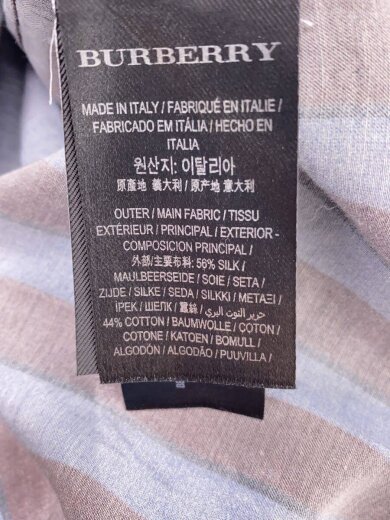 BURBERRY
MADE IN ITALY / FABRIQUÉ EN ITALIE /
FABRICADO EM ITÁLIA / HECHO EN
ITALIA
원산지: 이탈리아
原產地 義大利 / 原产地 意大利
OUTER / MAIN FABRIC / TISSU
EXTÉRIEUR / PRINCIPAL / EXTERIOR -
COMPOSICION PRINCIPAL /
外部/主要布料: 56% SILK /
MAULBEERSEIDE / SOIE / SETA /
ZIJDE / SILKE / SEDA / SILKKI / ΜΕΤΑΞΙ /
İPEK / ШЕЛК / 蠶絲 / حرير التوت البري /
44% COTTON / BAUMWOLLE / COTON /
COTONE / KATOEN / BOMULL /
ALGODÓN / ALGODÃO / PUUVILLA /